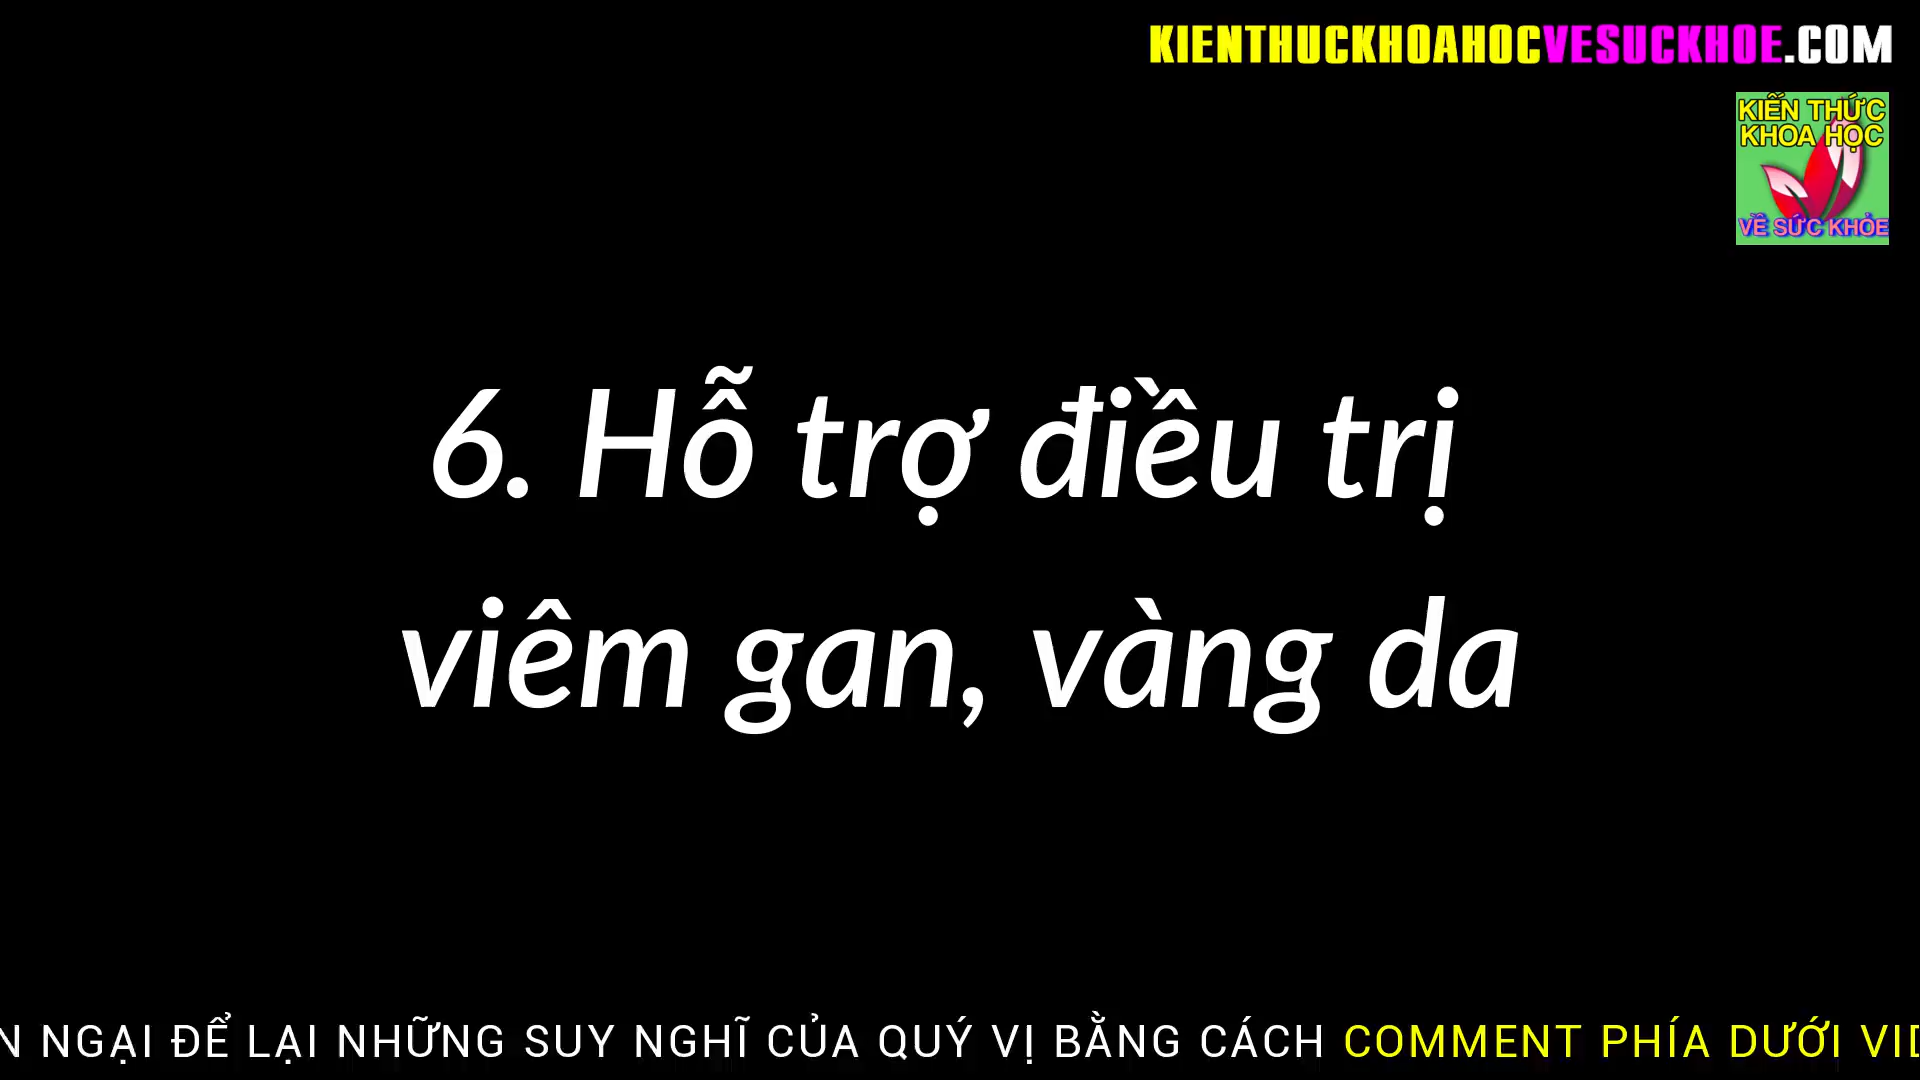 KIENTHUCKHOAHOCVESUCKHOE.COM
KIẾN THỨC
KHOA HỌC
VỀ SỨC KHỎE
6. Hỗ trợ điều trị
viêm gan, vàng da
N NGẠI ĐỂ LẠI NHỮNG SUY NGHĨ CỦA QUÝ VỊ BẰNG CÁCH COMMENT PHÍA DƯỚI VID